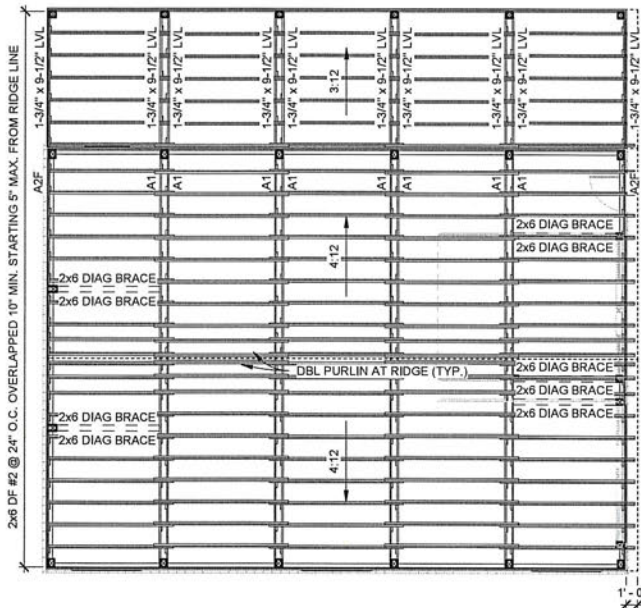 2x6 DF #2 @ 24" O.C. OVERLAPPED 10" MIN. STARTING 5" MAX. FROM RIDGE LINE
1-3/4" x 9-1/2" LVL
1-3/4" x 9-1/2" LVL
1-3/4" x 9-1/2" LVL
1-3/4" x 9-1/2" LVL
1-3/4" x 9-1/2" LVL
1-3/4" x 9-1/2" LVL
1-3/4" x 9-1/2" LVL
1-3/4" x 9-1/2" LVL
1-3/4" x 9-1/2" LVL
1-3/4" x 9-1/2" LVL
3:12
A2F
A1
A1
A1
A1
A1
A1
A1
A1
A2F
4:12
2x6 DIAG BRACE
2x6 DIAG BRACE
2x6 DIAG BRACE
2x6 DIAG BRACE
DBL PURLIN AT RIDGE (TYP.)
2x6 DIAG BRACE
2x6 DIAG BRACE
2x6 DIAG BRACE
2x6 DIAG BRACE
2x6 DIAG BRACE
4:12